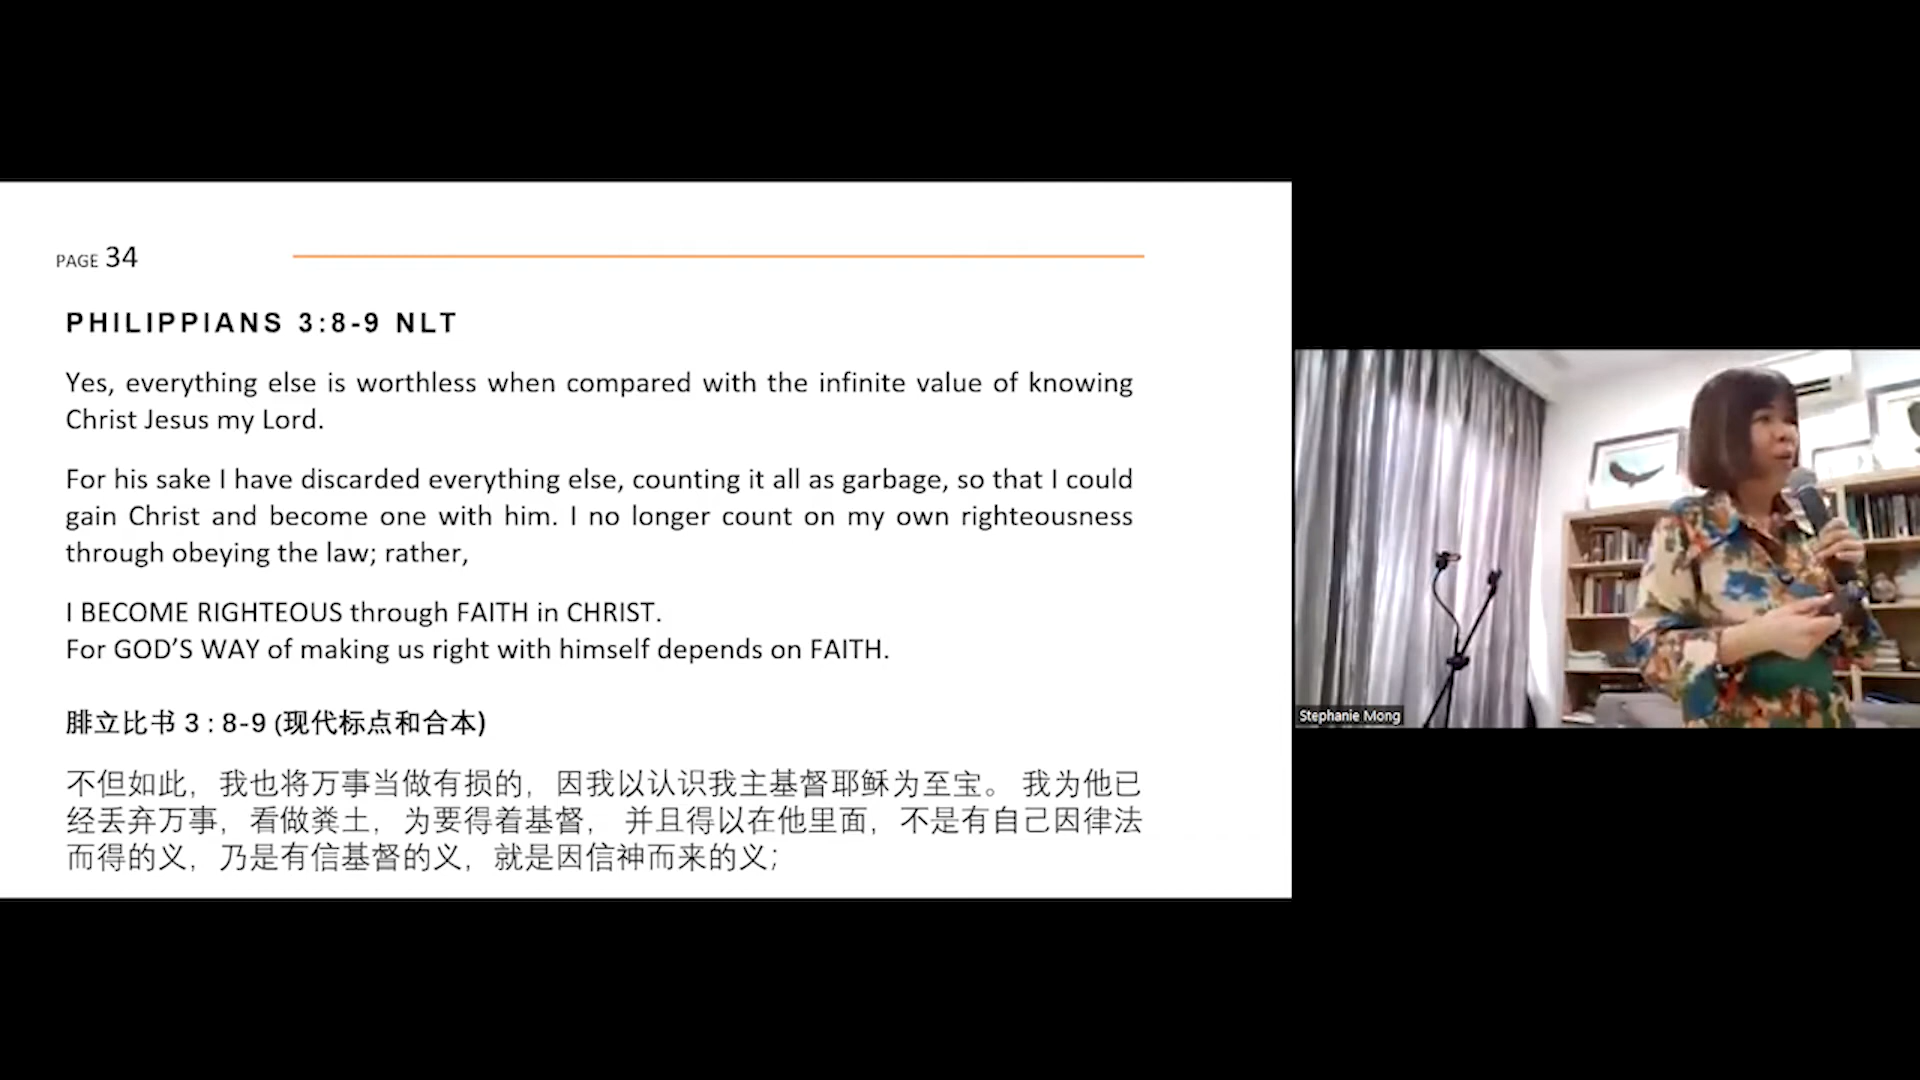 PAGE 34
PHILIPPIANS 3:8-9 NLT
Yes, everything else is worthless when compared with the infinite value of knowing
Christ Jesus my Lord.
For his sake I have discarded everything else, counting it all as garbage, so that I could
gain Christ and become one with him. I no longer count on my own righteousness
through obeying the law; rather,
I BECOME RIGHTEOUS through FAITH in CHRIST.
For GOD’S WAY of making us right with himself depends on FAITH.
腓立比书 3 : 8-9 (现代标点和合本)
不但如此，我也将万事当做有损的，因我以认识我主基督耶稣为至宝。 我为他已
经丢弃万事，看做粪土，为要得着基督， 并且得以在他里面，不是有自己因律法
而得的义，乃是有信基督的义，就是因信神而来的义;
Stephanie Mong